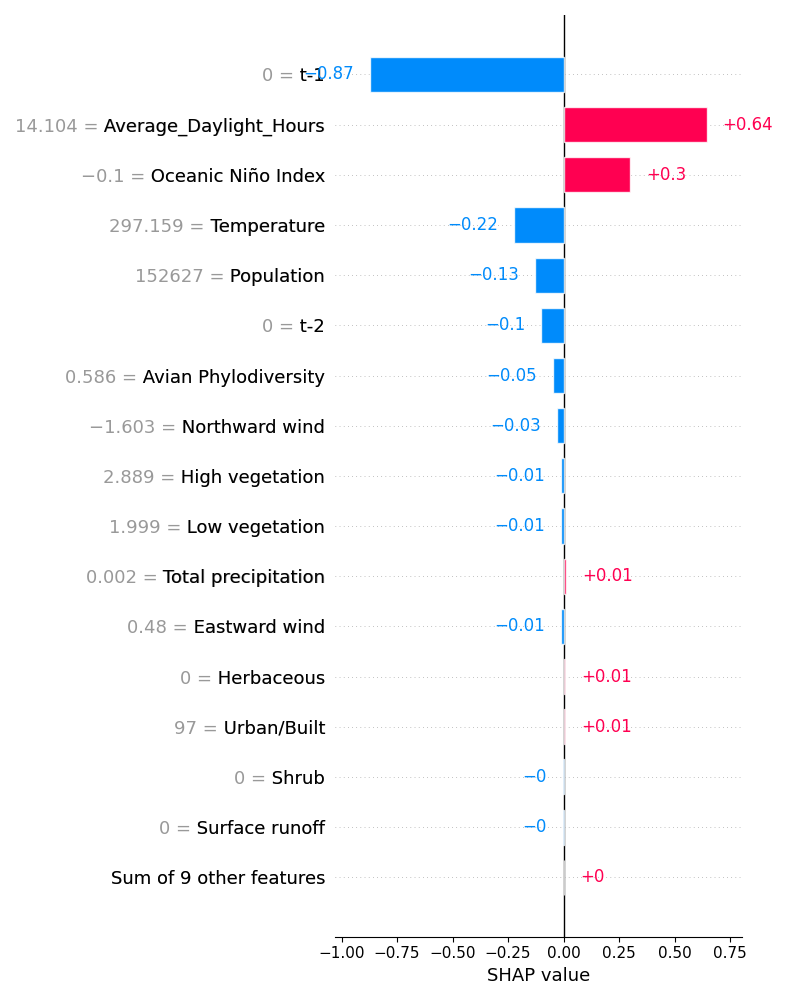 0 = t-1 −0.87
14.104 = Average_Daylight_Hours +0.64
−0.1 = Oceanic Niño Index +0.3
297.159 = Temperature −0.22
152627 = Population −0.13
0 = t-2 −0.1
0.586 = Avian Phylodiversity −0.05
−1.603 = Northward wind −0.03
2.889 = High vegetation −0.01
1.999 = Low vegetation −0.01
0.002 = Total precipitation +0.01
0.48 = Eastward wind −0.01
0 = Herbaceous +0.01
97 = Urban/Built +0.01
0 = Shrub −0
0 = Surface runoff −0
Sum of 9 other features +0
−1.00 −0.75 −0.50 −0.25 0.00 0.25 0.50 0.75
SHAP value